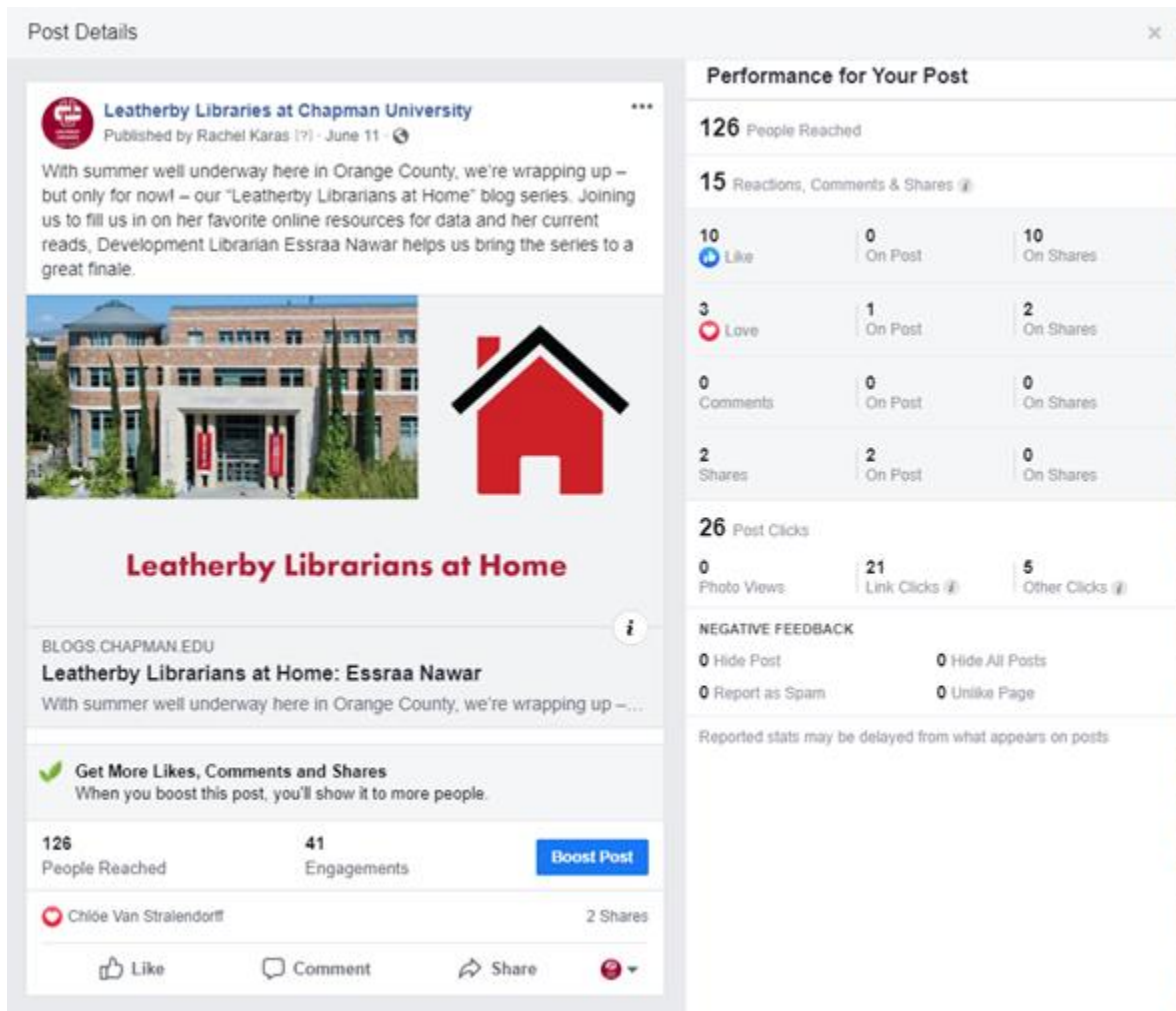 Post Details
Leatherby Libraries at Chapman University
Published by Rachel Karas [?] · June 11 ·
With summer well underway here in Orange County, we're wrapping up –
but only for now! – our "Leatherby Librarians at Home" blog series. Joining
us to fill us in on her favorite online resources for data and her current
reads, Development Librarian Essraa Nawar helps us bring the series to a
great finale.
Leatherby Librarians at Home
BLOGS.CHAPMAN.EDU
Leatherby Librarians at Home: Essraa Nawar
With summer well underway here in Orange County, we're wrapping up –...
Get More Likes, Comments and Shares
When you boost this post, you'll show it to more people.
126
People Reached
41
Engagements
Boost Post
Chlöe Van Stralendorff
2 Shares
Like
Comment
Share
Performance for Your Post
126 People Reached
15 Reactions, Comments & Shares
10
Like
0
On Post
10
On Shares
3
Love
1
On Post
2
On Shares
0
Comments
0
On Post
0
On Shares
2
Shares
2
On Post
0
On Shares
26 Post Clicks
0
Photo Views
21
Link Clicks
5
Other Clicks
NEGATIVE FEEDBACK
0 Hide Post
0 Hide All Posts
0 Report as Spam
0 Unlike Page
Reported stats may be delayed from what appears on posts